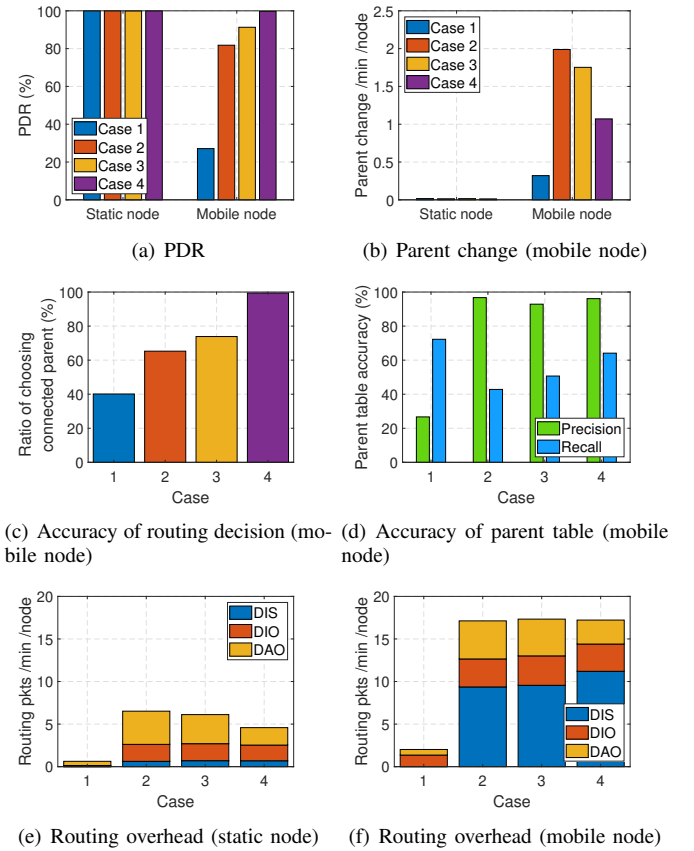 100
80
60
40
20
0
PDR (%)
Case 1
Case 2
Case 3
Case 4
Static node
Mobile node
(a) PDR
2.5
2
1.5
1
0.5
0
Parent change /min /node
Case 1
Case 2
Case 3
Case 4
Static node
Mobile node
(b) Parent change (mobile node)
100
80
60
40
20
0
Ratio of choosing
connected parent (%)
1
2
3
4
Case
(c) Accuracy of routing decision (mo-
bile node)
100
80
60
40
20
0
Parent table accuracy (%)
Precision
Recall
1
2
3
4
Case
(d) Accuracy of parent table (mobile
node)
20
15
10
5
0
Routing pkts /min /node
DIS
DIO
DAO
1
2
3
4
Case
(e) Routing overhead (static node)
20
15
10
5
0
Routing pkts /min /node
DIS
DIO
DAO
1
2
3
4
Case
(f) Routing overhead (mobile node)